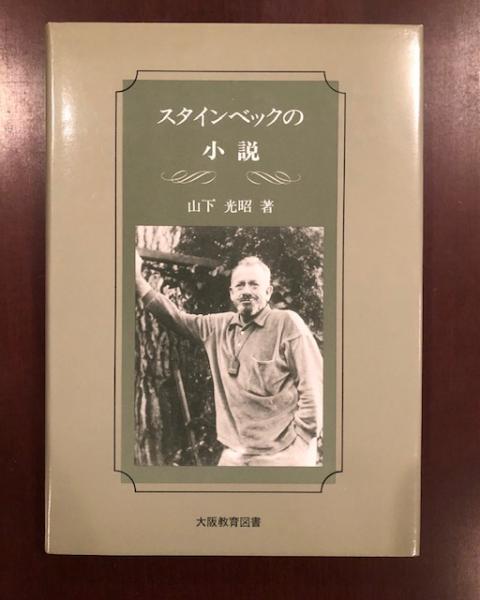 スタインベックの
小説
山下 光昭 著
大阪教育図書